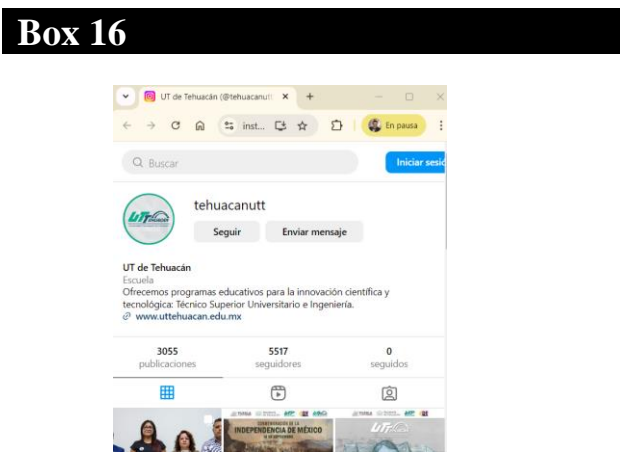 Box 16
UT de Tehuacán (@tehuacanutt
inst...
En pausa
Buscar
Iniciar sesió
UTTEHUACAN
tehuacanutt
Seguir Enviar mensaje
UT de Tehuacán
Escuela
Ofrecemos programas educativos para la innovación científica y
tecnológica: Técnico Superior Universitario e Ingeniería.
www.uttehuacan.edu.mx
3055 5517 0
publicaciones seguidores seguidos
INDEPENDENCIA DE MÉXICO